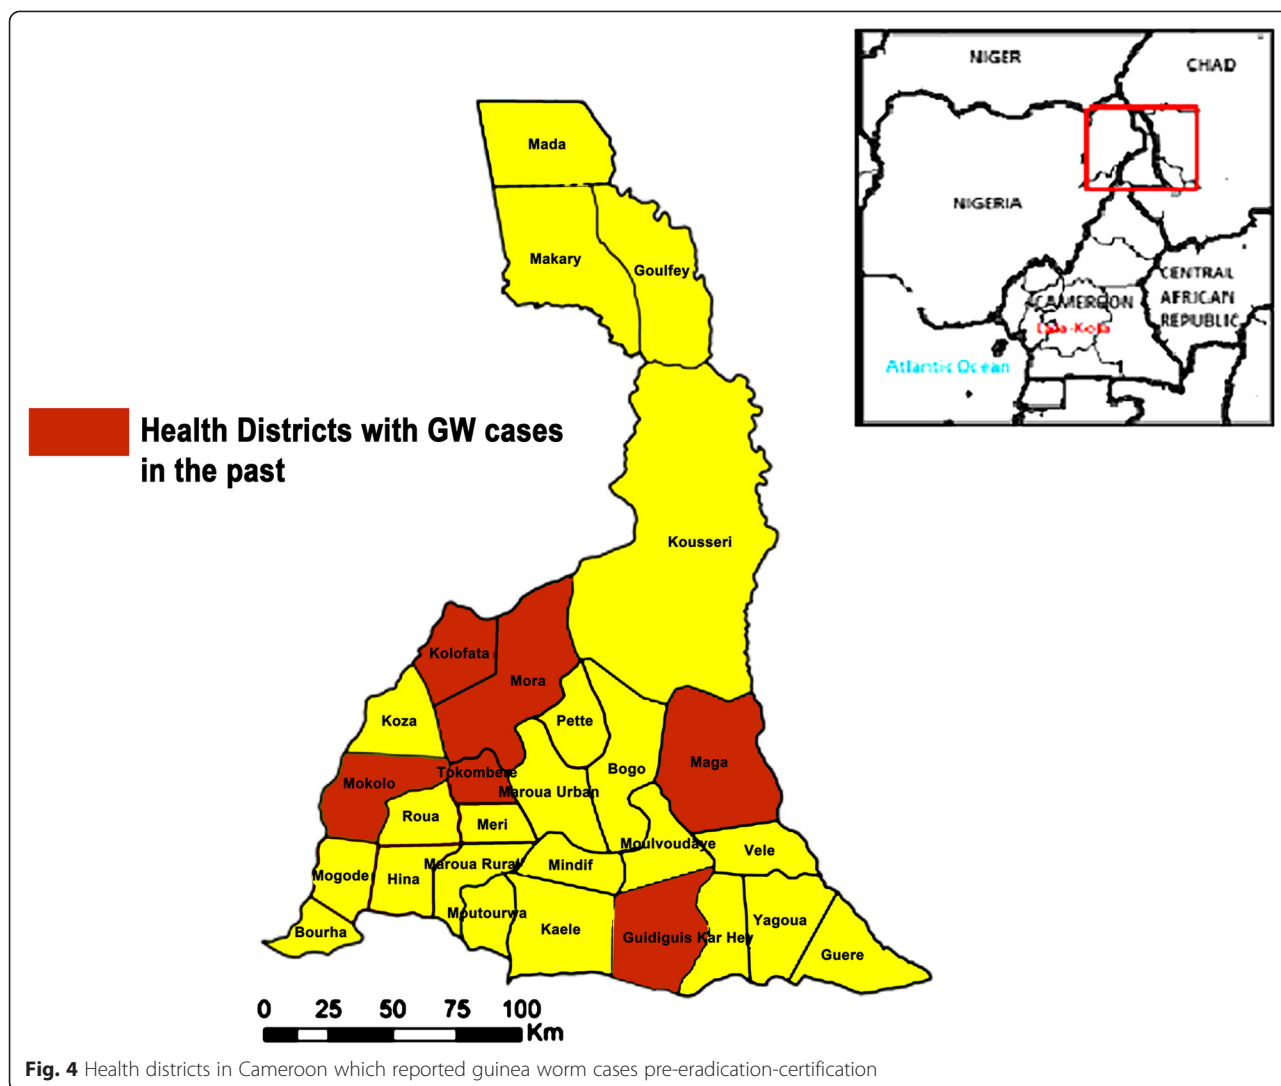 NIGER
CHAD
NIGERIA
CENTRAL
AFRICAN
REPUBLIC
CAMEROON
Atlantic Ocean
Mada
Makary
Goulfey
Health Districts with GW cases
in the past
Kousseri
Kolofata
Mora
Koza
Pette
Mokolo
Tokombere
Maroua Urban
Bogo
Maga
Roua
Meri
Moulvoudaye
Vele
Mogode
Hina
Maroua Rural
Mindif
Bourha
Moutourwa
Kaele
Guidiguis
Kar Hey
Yagoua
Guere
0 25 50 75 100
Km
Fig. 4 Health districts in Cameroon which reported guinea worm cases pre-eradication-certification